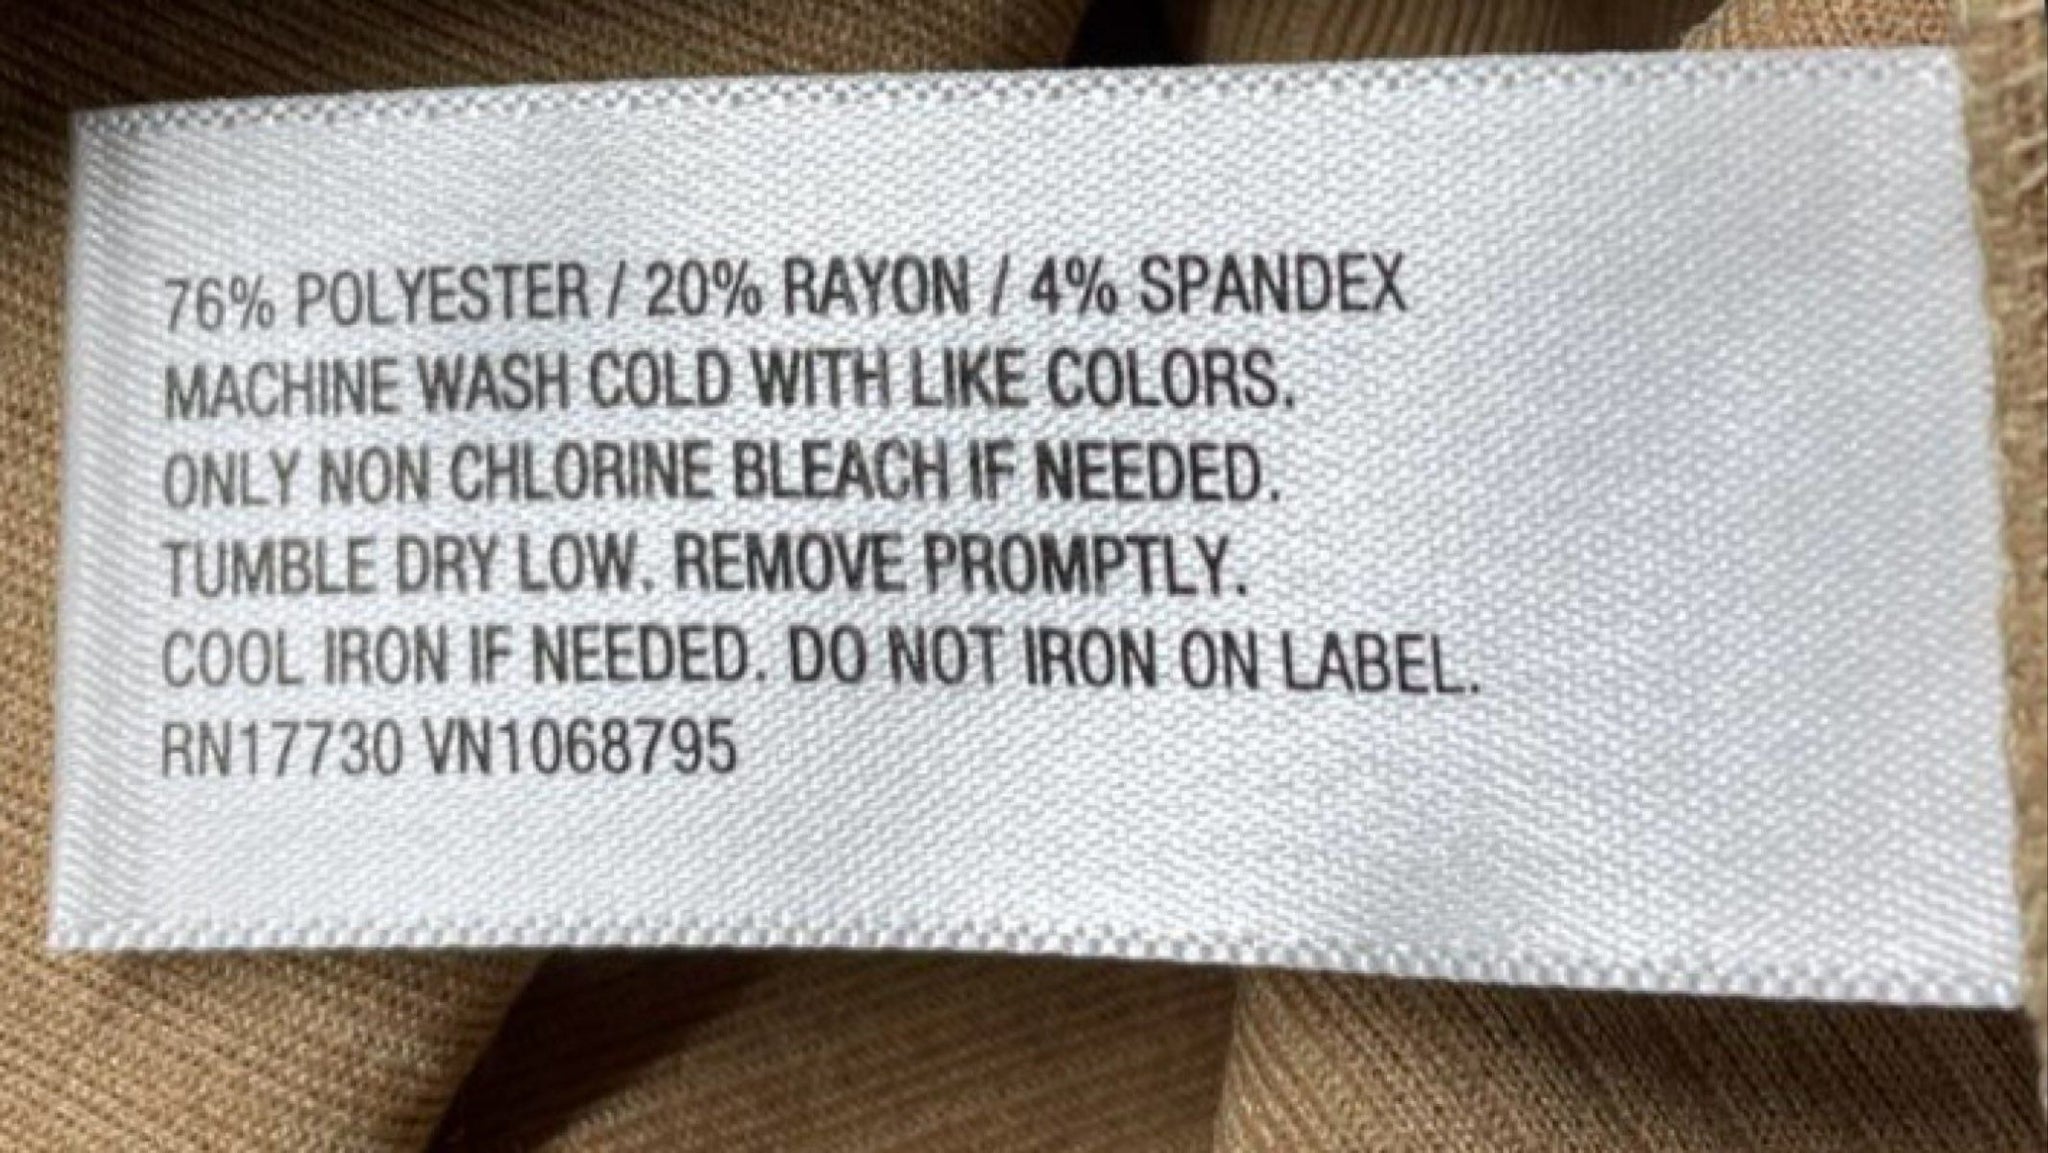 76% POLYESTER / 20% RAYON / 4% SPANDEX
MACHINE WASH COLD WITH LIKE COLORS.
ONLY NON CHLORINE BLEACH IF NEEDED.
TUMBLE DRY LOW. REMOVE PROMPTLY.
COOL IRON IF NEEDED. DO NOT IRON ON LABEL.
RN17730 VN1068795